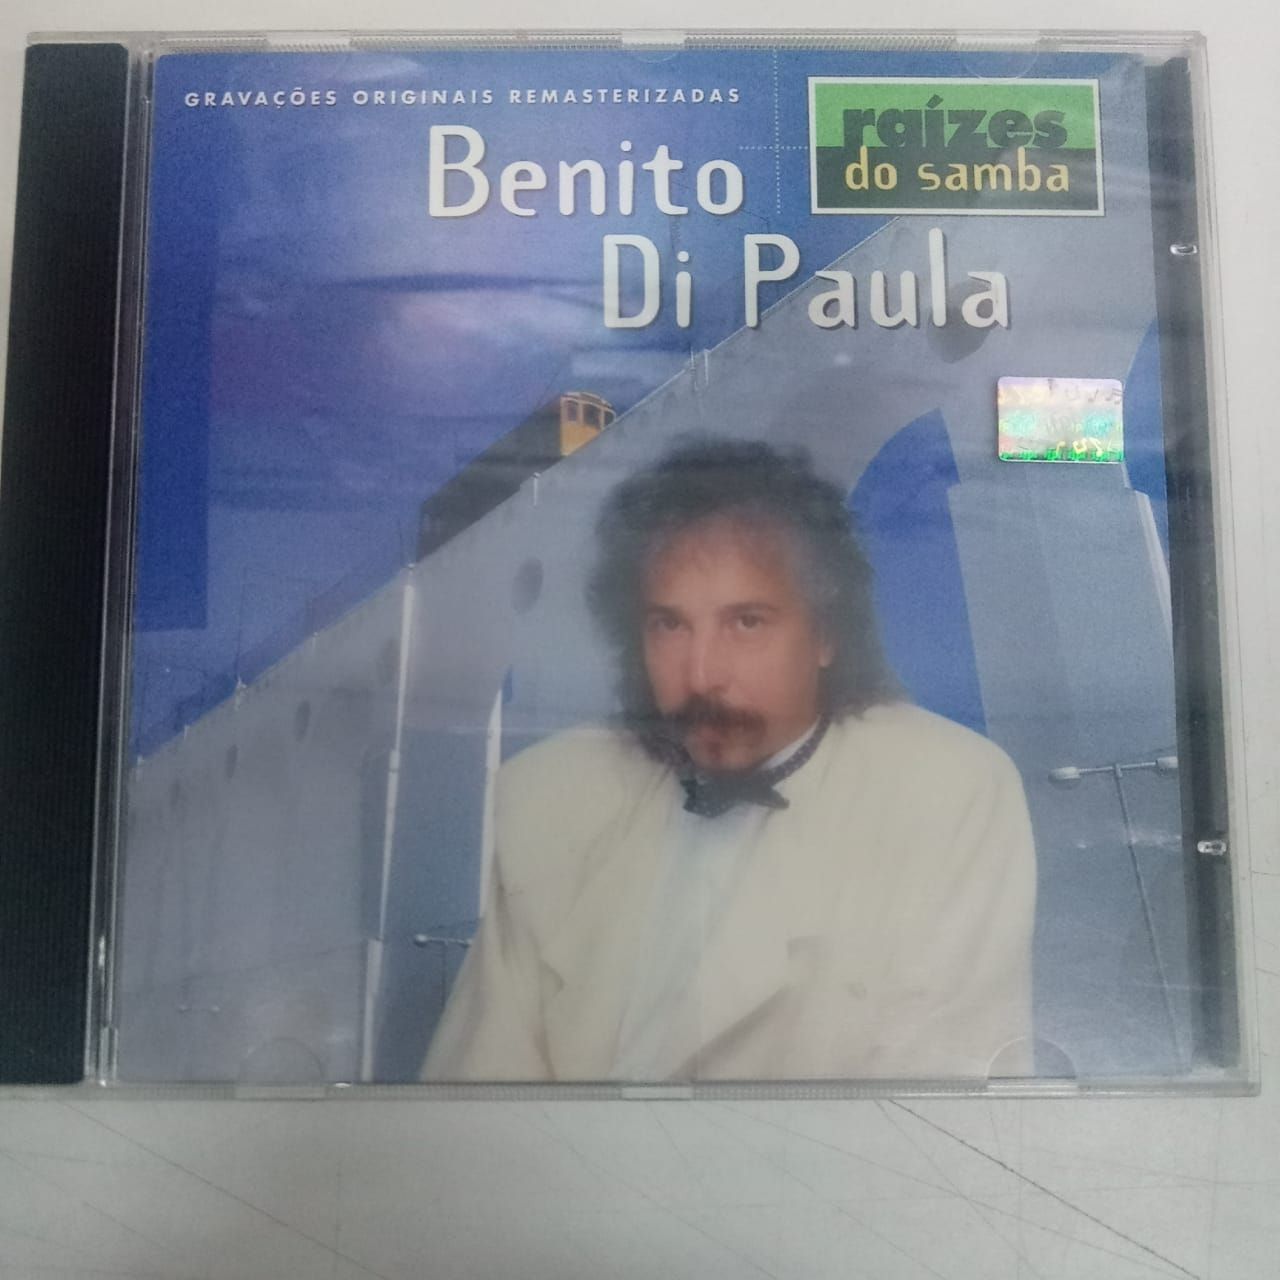 GRAVAÇÕES ORIGINAIS REMASTERIZADAS
raízes
do samba
Benito
Di Paula